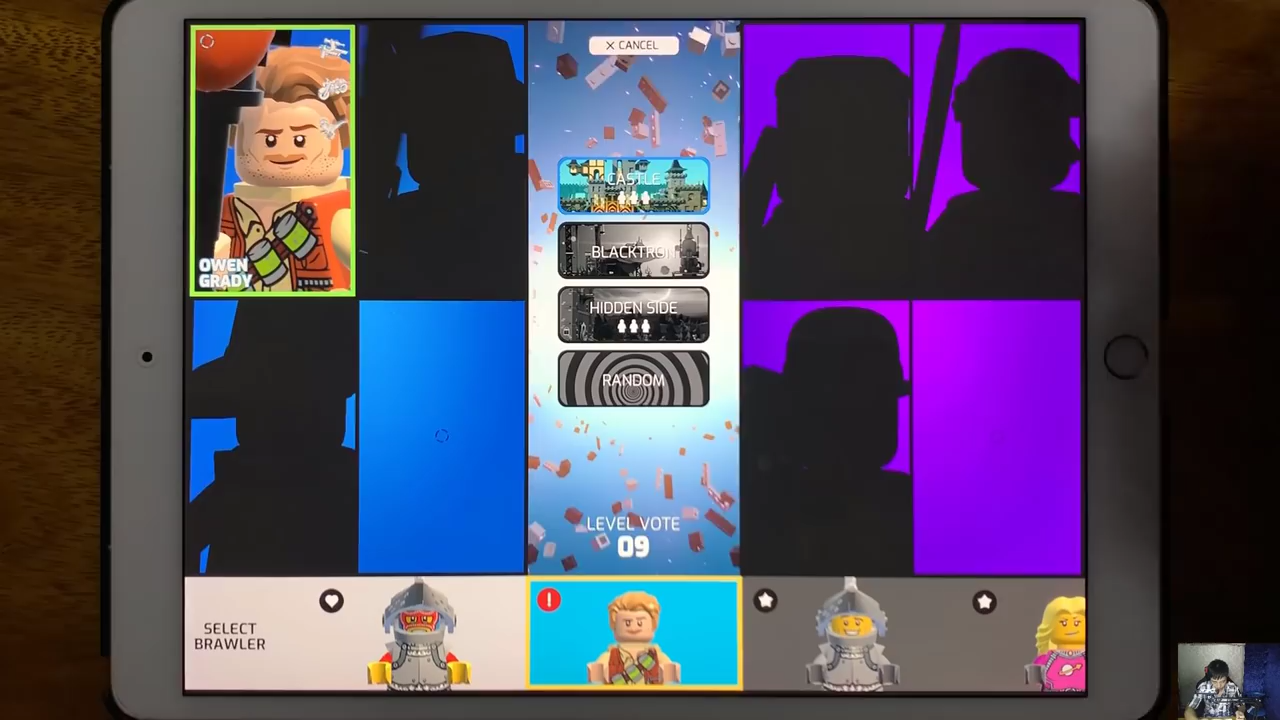 OWEN
GRADY
X CANCEL
CASTLE
BLACKTRON
HIDDEN SIDE
RANDOM
LEVEL VOTE
09
SELECT
BRAWLER